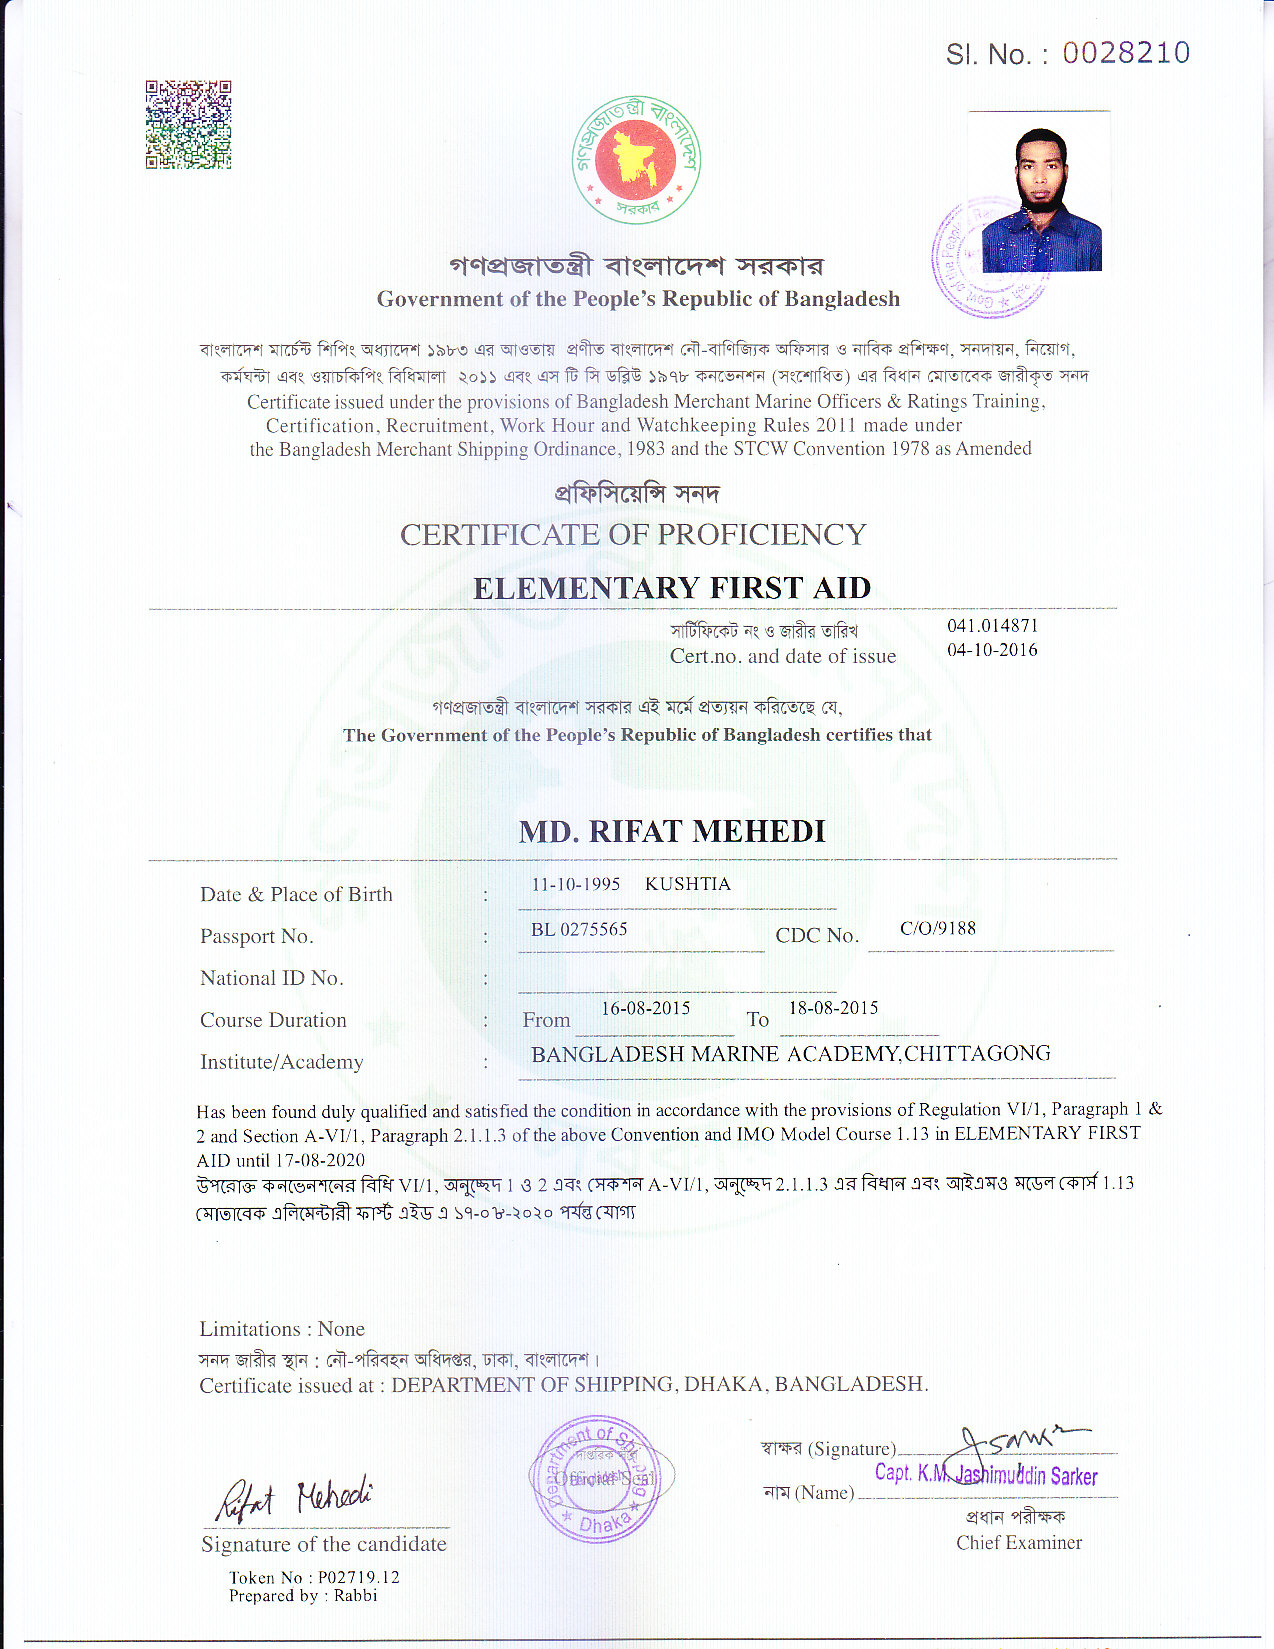 Sl. No. : 0028210
গণপ্রজাতন্ত্রী বাংলাদেশ
সরকার
গণপ্রজাতন্ত্রী বাংলাদেশ সরকার
Government of the People's Republic of Bangladesh
বাংলাদেশ মার্চেন্ট শিপিং অধ্যাদেশ ১৯৮৩ এর আওতায় প্রণীত বাংলাদেশ নৌ-বাণিজ্যিক অফিসার ও নাবিক প্রশিক্ষণ, সনদায়ন, নিয়োগ,
কর্মঘন্টা এবং ওয়াচকিপিং বিধিমালা ২০১১ এবং এস টি সি ডব্লিউ ১৯৭৮ কনভেনশন (সংশোধিত) এর বিধান মোতাবেক জারীকৃত সনদ
Certificate issued under the provisions of Bangladesh Merchant Marine Officers & Ratings Training,
Certification, Recruitment, Work Hour and Watchkeeping Rules 2011 made under
the Bangladesh Merchant Shipping Ordinance, 1983 and the STCW Convention 1978 as Amended
প্রফিসিয়েন্সি সনদ
CERTIFICATE OF PROFICIENCY
ELEMENTARY FIRST AID
সার্টিফিকেট নং ও জারীর তারিখ 041.014871
Cert.no. and date of issue 04-10-2016
গণপ্রজাতন্ত্রী বাংলাদেশ সরকার এই মর্মে প্রত্যয়ন করিতেছে যে,
The Government of the People's Republic of Bangladesh certifies that
MD. RIFAT MEHEDI
Date & Place of Birth : 11-10-1995 KUSHTIA
Passport No. : BL 0275565 CDC No. C/O/9188
National ID No. :
Course Duration : From 16-08-2015 To 18-08-2015
Institute/Academy : BANGLADESH MARINE ACADEMY,CHITTAGONG
Has been found duly qualified and satisfied the condition in accordance with the provisions of Regulation VI/1, Paragraph 1 &
2 and Section A-VI/1, Paragraph 2.1.1.3 of the above Convention and IMO Model Course 1.13 in ELEMENTARY FIRST
AID until 17-08-2020
উপরোক্ত কনভেনশনের বিধি VI/1, অনুচ্ছেদ 1 ও 2 এবং সেকশন A-VI/1, অনুচ্ছেদ 2.1.1.3 এর বিধান এবং আইএমও মডেল কোর্স 1.13
মোতাবেক এলিমেন্টারী ফার্স্ট এইড এ ১৭-০৮-২০২০ পর্যন্ত যোগ্য
Limitations : None
সনদ জারীর স্থান : নৌ-পরিবহন অধিদপ্তর, ঢাকা, বাংলাদেশ।
Certificate issued at : DEPARTMENT OF SHIPPING, DHAKA, BANGLADESH.
Rifat Mehedi
Signature of the candidate
Token No : P02719.12
Prepared by : Rabbi
Department of Shipping
দাপ্তরিক সীল
Official Seal
Dhaka
স্বাক্ষর (Signature)
Capt. K.M. Jashimuddin Sarker
নাম (Name)
প্রধান পরীক্ষক
Chief Examiner